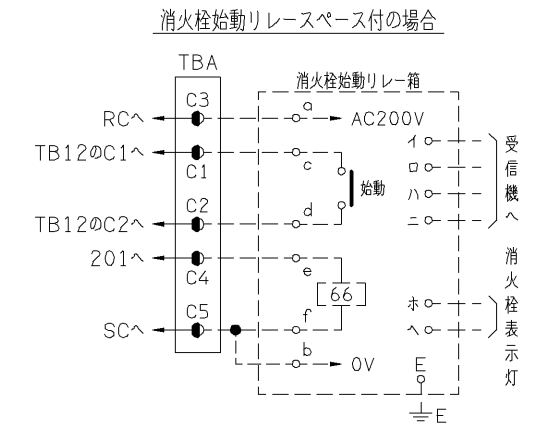 消火栓始動リレースペース付の場合
TBA
消火栓始動リレー箱
C3
a
RCへ
AC200V
イ
TB12のC1へ
C1
c
ロ
始動
ハ
受信機へ
C2
d
TB12のC2へ
ニ
201へ
C4
e
66
消火栓表示灯
C5
f
ホ
SCへ
ヘ
b
0V
E
E